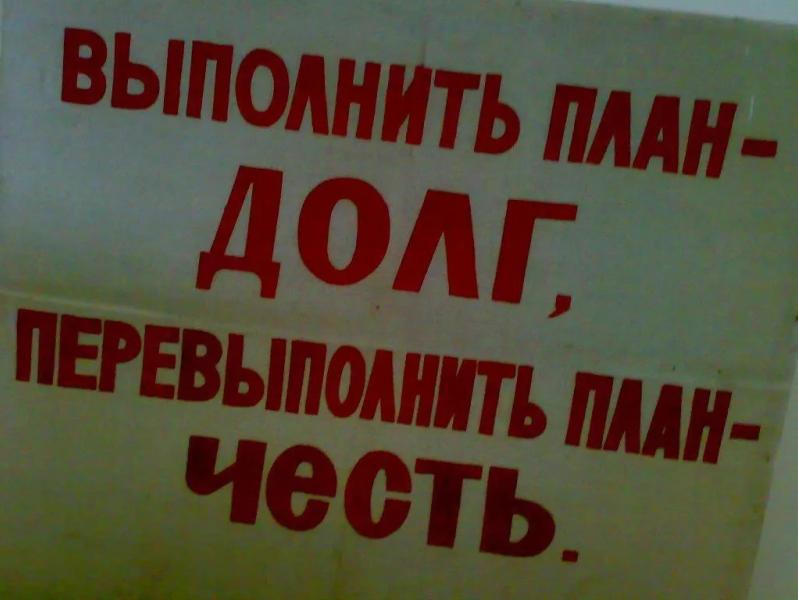 ВЫПОЛНИТЬ ПЛАН-
ДОЛГ,
ПЕРЕВЫПОЛНИТЬ ПЛАН-
ЧЕСТЬ.